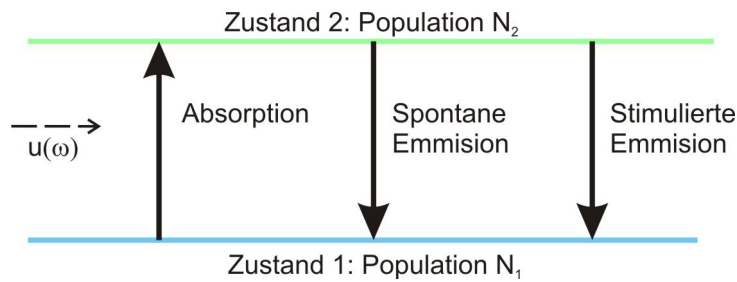 Zustand 2: Population N₂
u(ω)
Absorption
Spontane
Emmision
Stimulierte
Emmision
Zustand 1: Population N₁